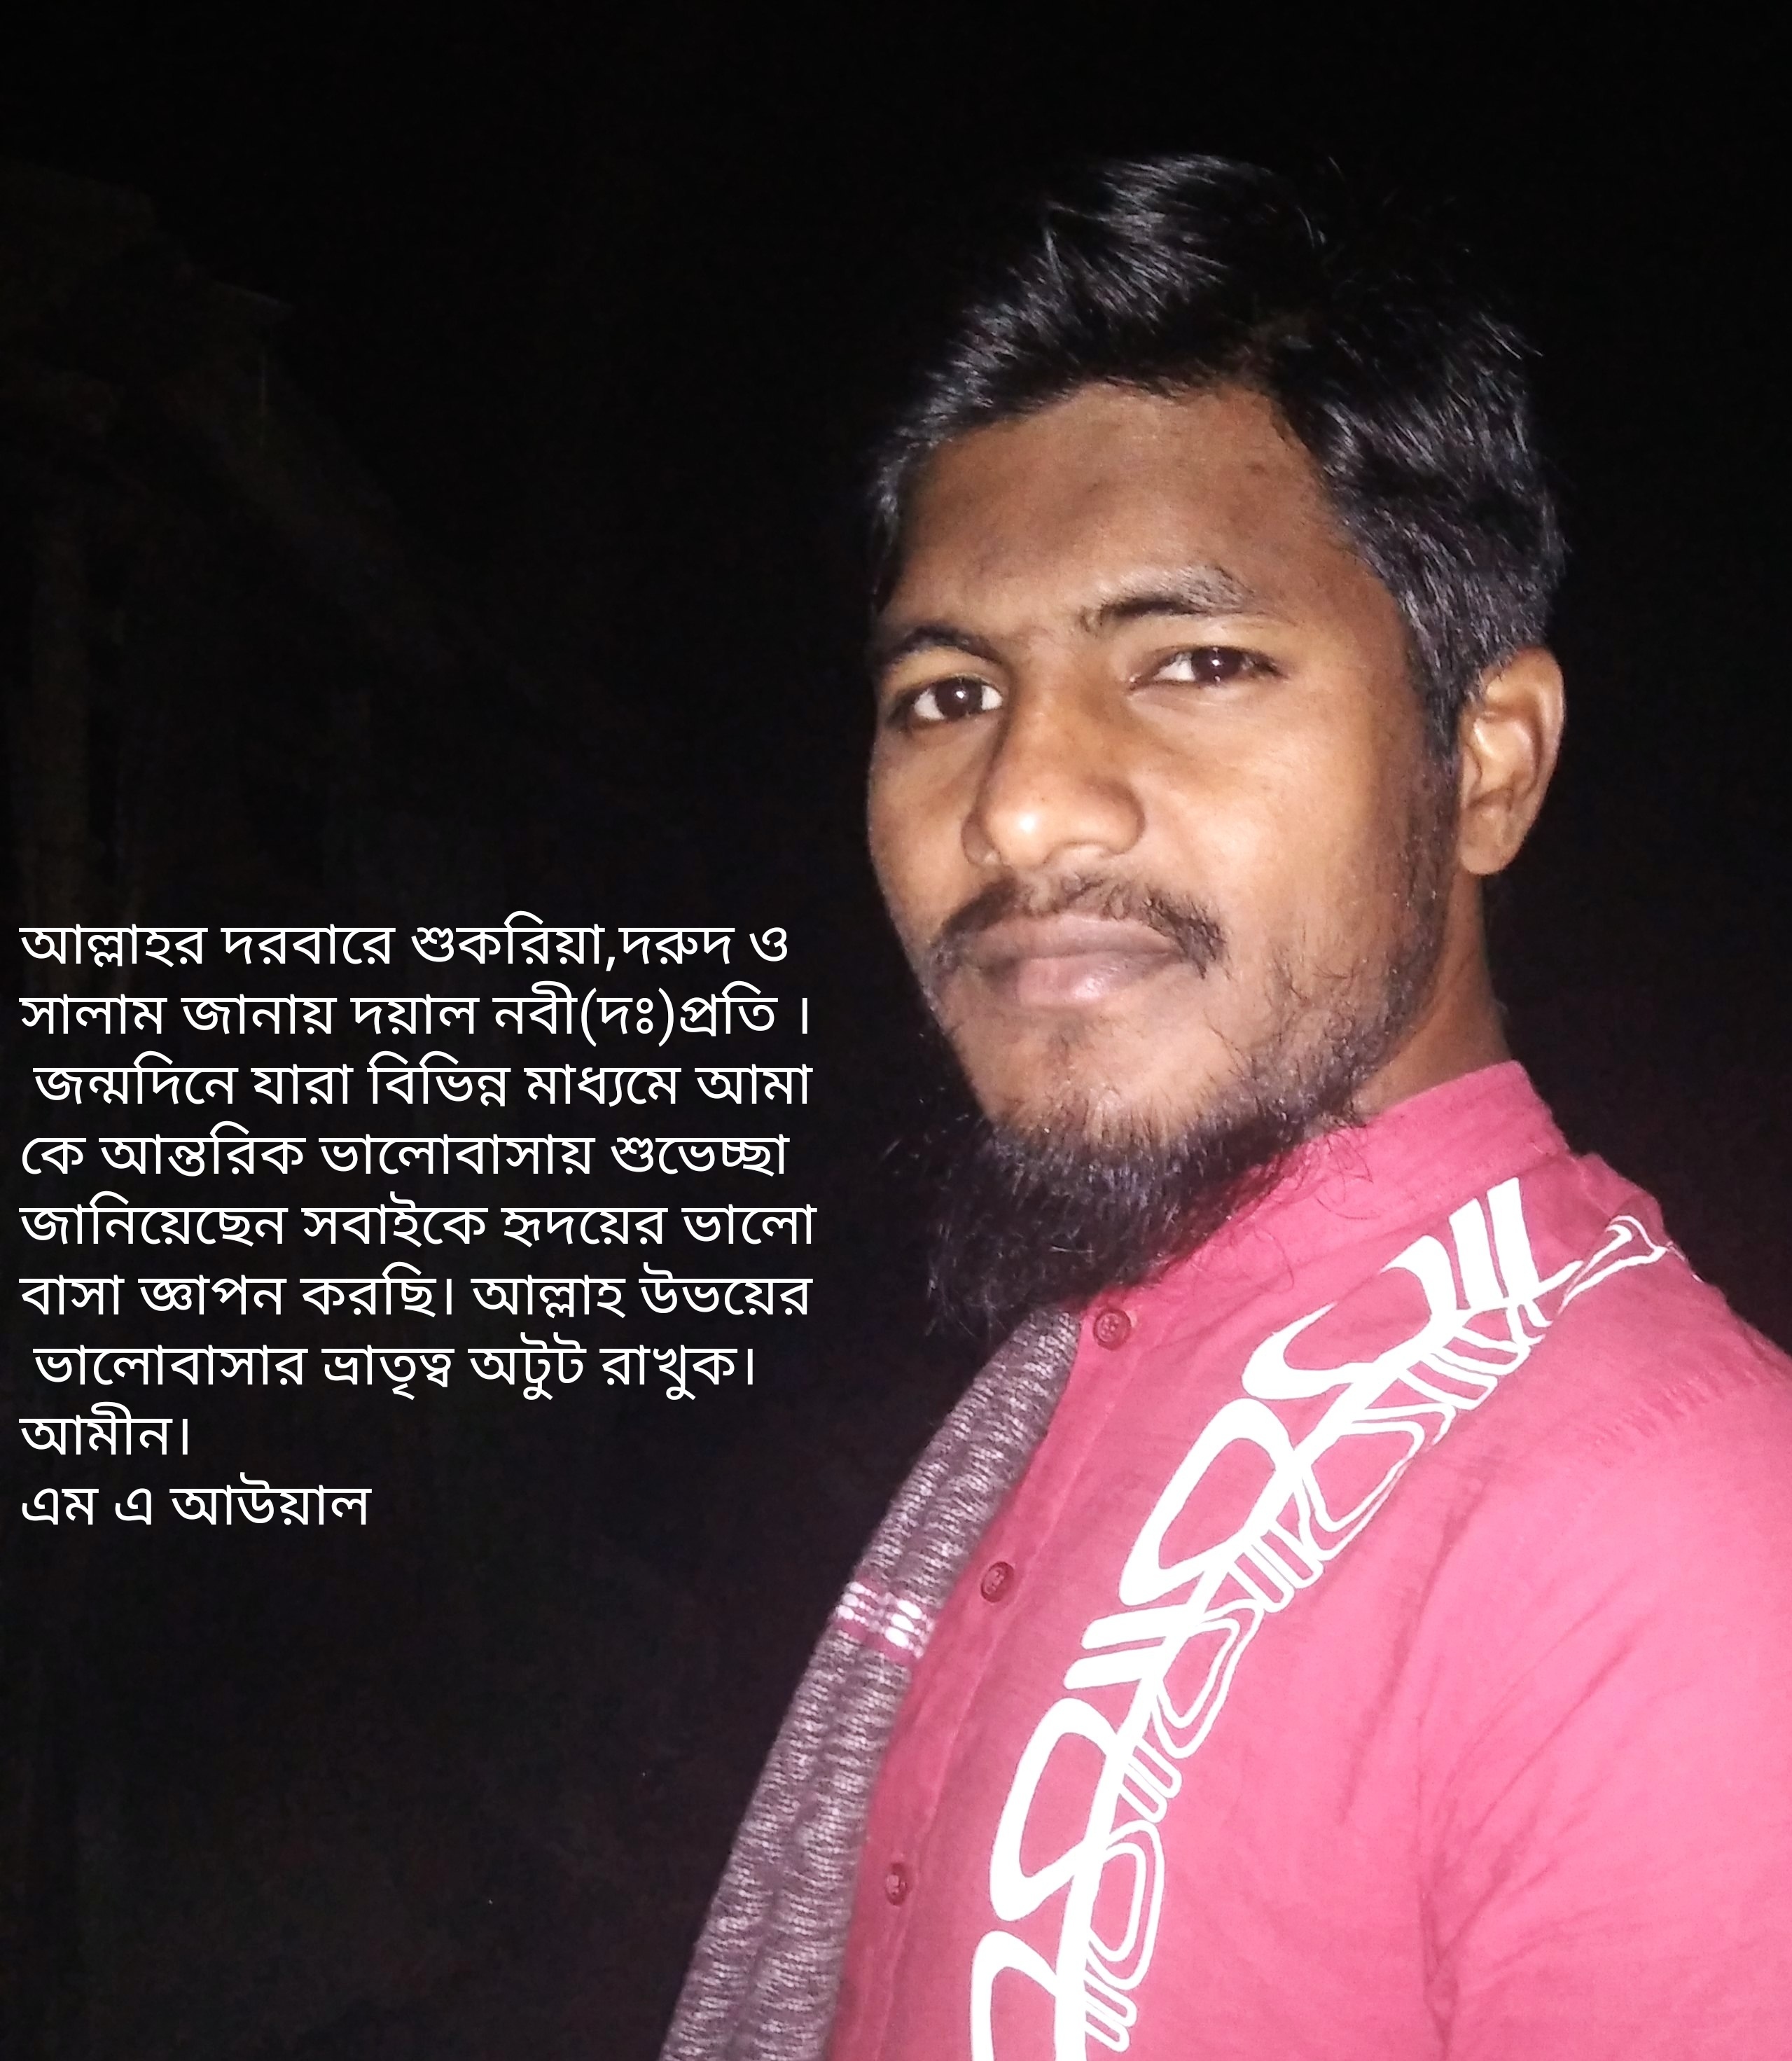 আল্লাহর দরবারে শুকরিয়া,দরুদ ও
সালাম জানায় দয়াল নবী(দঃ)প্রতি ।
জন্মদিনে যারা বিভিন্ন মাধ্যমে আমা
কে আন্তরিক ভালোবাসায় শুভেচ্ছা
জানিয়েছেন সবাইকে হৃদয়ের ভালো
বাসা জ্ঞাপন করছি। আল্লাহ উভয়ের
ভালোবাসার ভ্রাতৃত্ব অটুট রাখুক।
আমীন।
এম এ আউয়াল